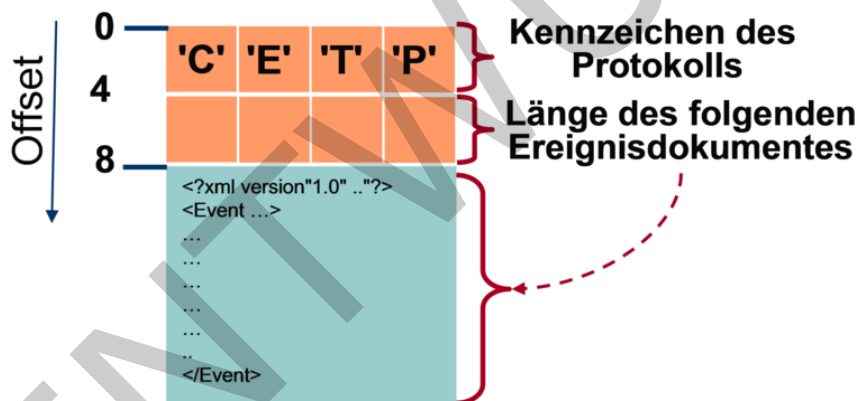 Offset
0
'C' 'E' 'T' 'P'
Kennzeichen des
Protokolls
4
Länge des folgenden
Ereignisdokumentes
8
<?xml version"1.0" .."?>
<Event ...>
...
...
...
...
...
..
</Event>